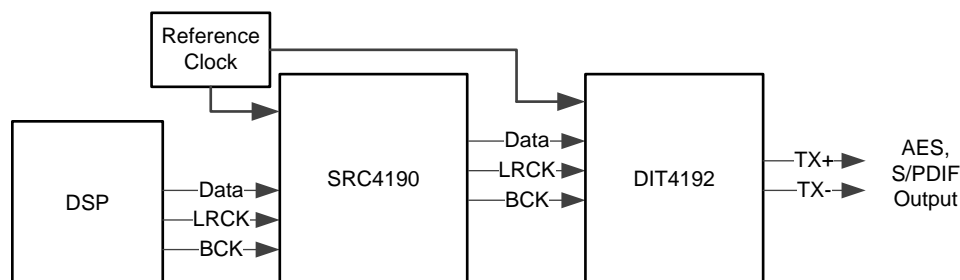 Reference
Clock
DSP
Data
LRCK
BCK
SRC4190
Data
LRCK
BCK
DIT4192
TX+
TX-
AES,
S/PDIF
Output